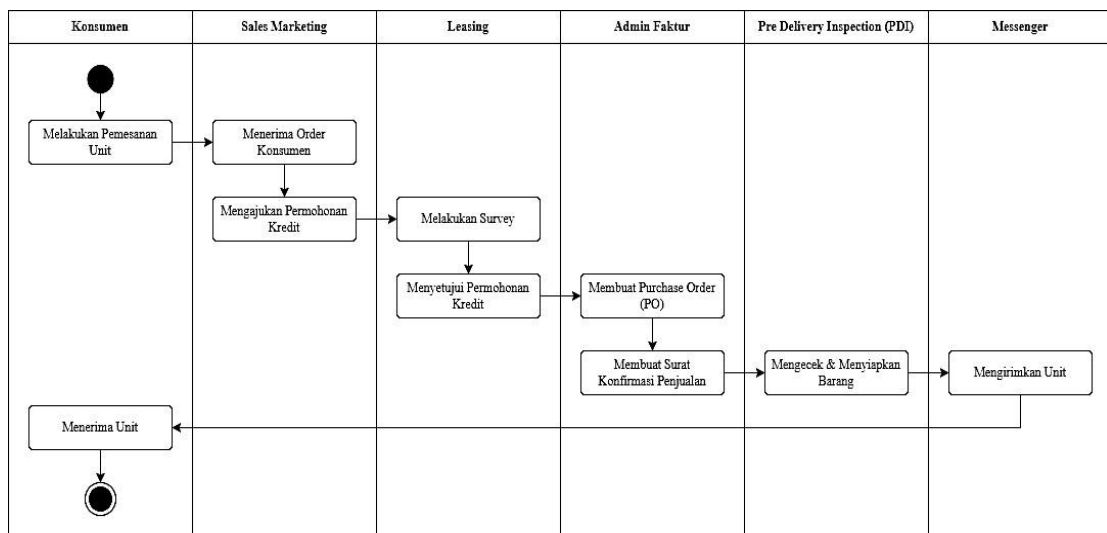 Konsumen
Sales Marketing
Leasing
Admin Faktur
Pre Delivery Inspection (PDI)
Messenger
Melakukan Pemesanan
Unit
Menerima Order
Konsumen
Mengajukan Permohonan
Kredit
Melakukan Survey
Menyetujui Permohonan
Kredit
Membuat Purchase Order
(PO)
Membuat Surat
Konfirmasi Penjualan
Mengecek & Menyiapkan
Barang
Mengirimkan Unit
Menerima Unit